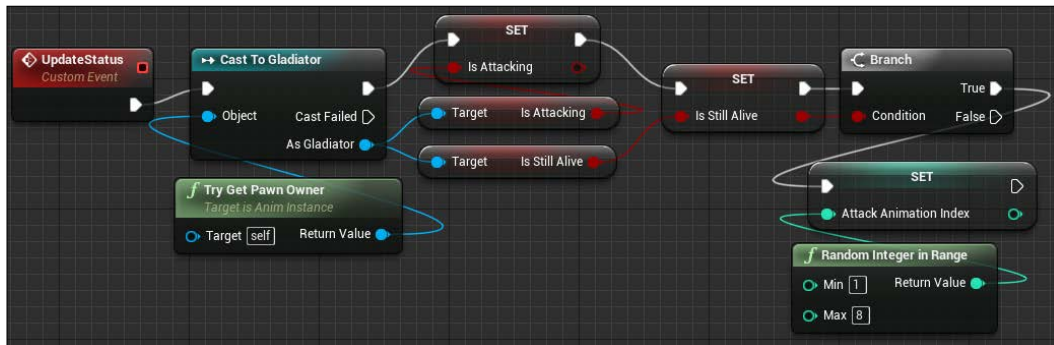 UpdateStatus
Custom Event
Cast To Gladiator
Object
Cast Failed
As Gladiator
Try Get Pawn Owner
Target is Anim Instance
Target self Return Value
SET
Is Attacking
Target Is Attacking
Target Is Still Alive
SET
Is Still Alive
Branch
True
Condition False
SET
Attack Animation Index
Random Integer in Range
Min 1 Return Value
Max 8